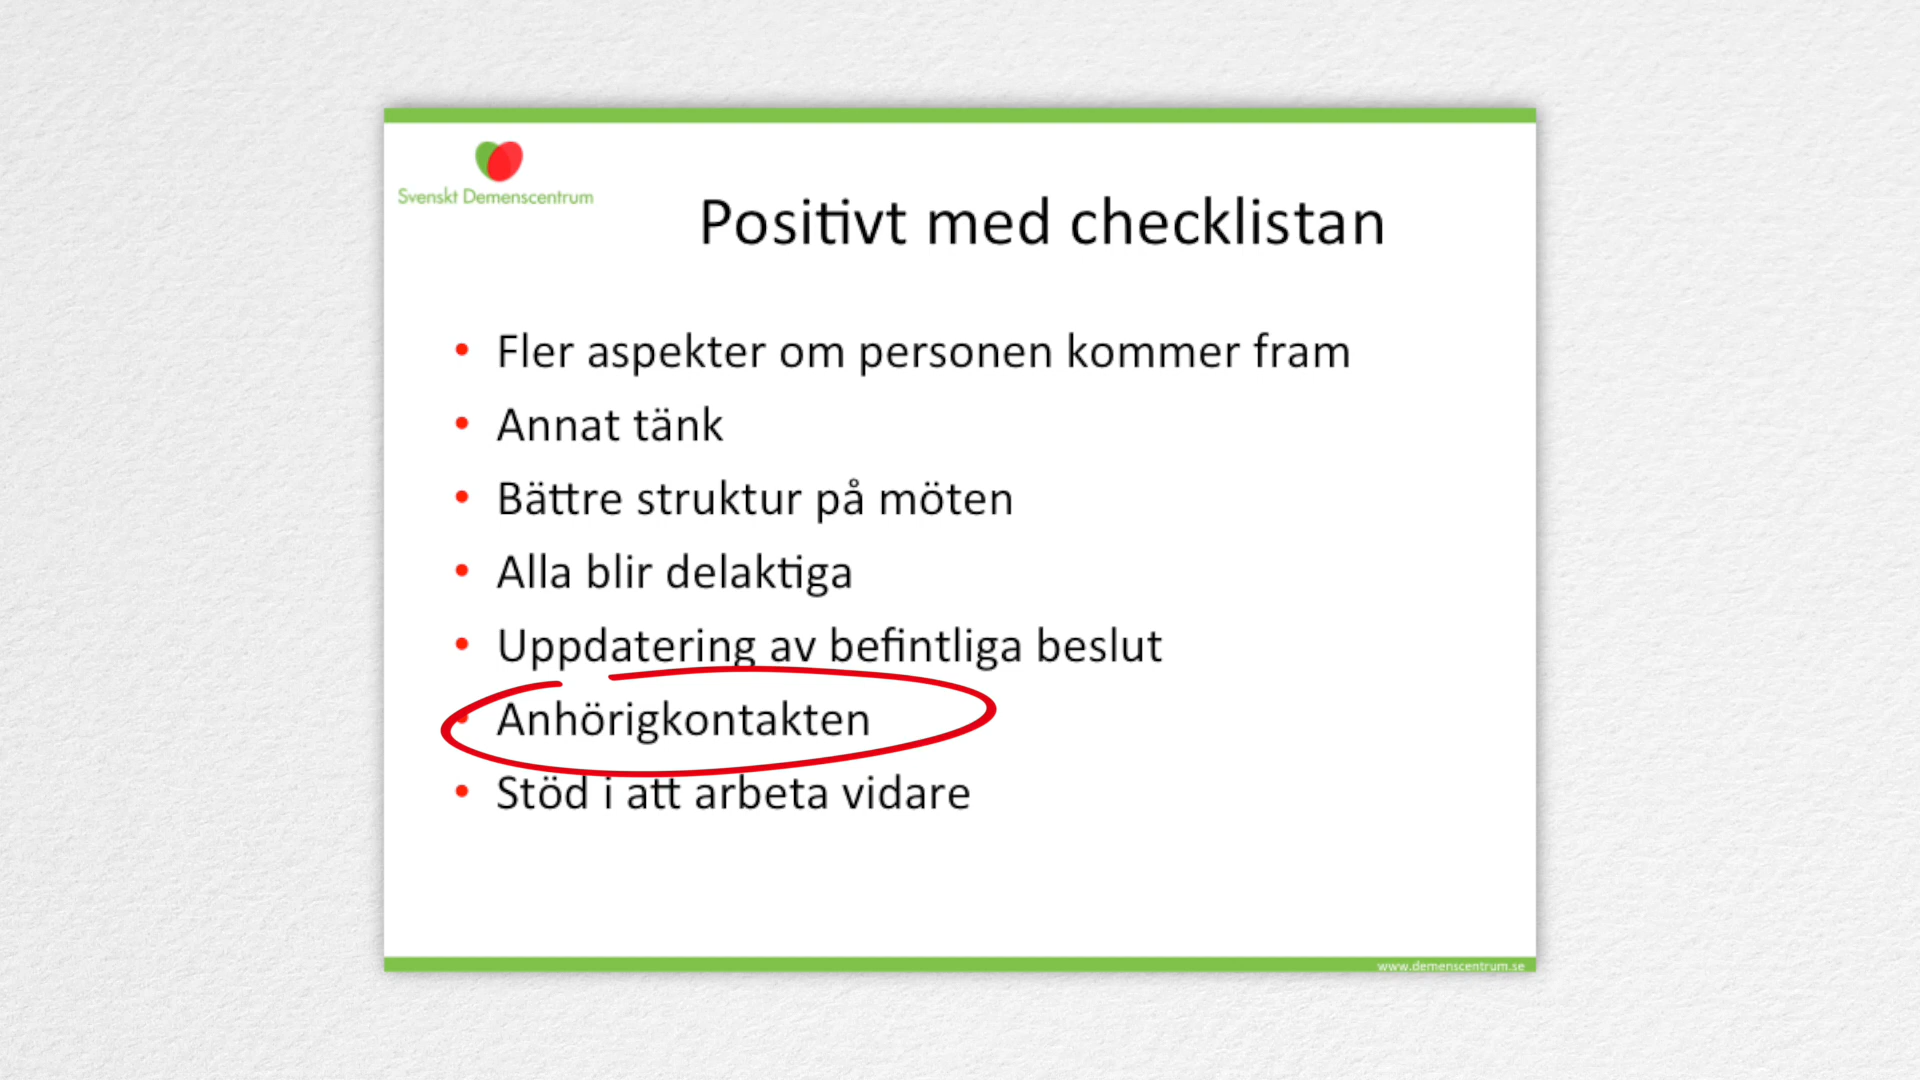 Svenskt Demenscentrum
Positivt med checklistan
• Fler aspekter om personen kommer fram
• Annat tänk
• Bättre struktur på möten
• Alla blir delaktiga
• Uppdatering av befintliga beslut
• Anhörigkontakten
• Stöd i att arbeta vidare
www.demenscentrum.se